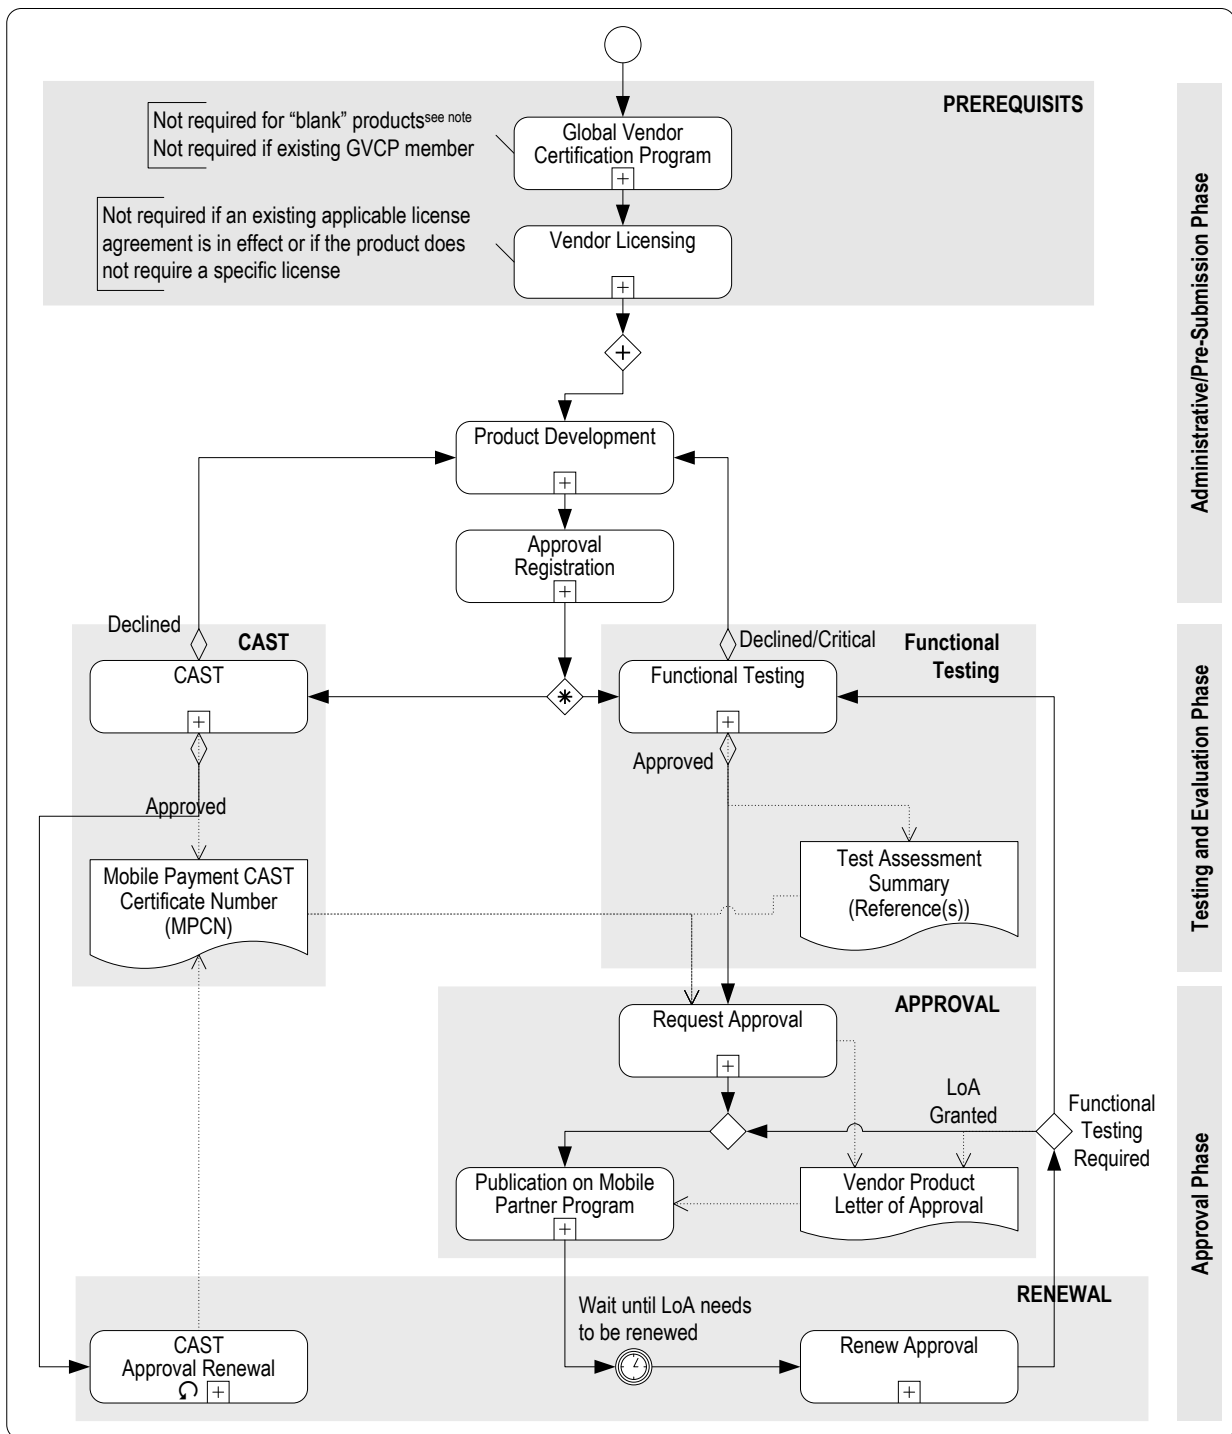 PREREQUISITS
Not required for “blank” products see note
Not required if existing GVCP member
Global Vendor
Certification Program
Not required if an existing applicable license
agreement is in effect or if the product does
not require a specific license
Vendor Licensing
Administrative/Pre-Submission Phase
Product Development
Approval
Registration
Declined
CAST
CAST
Declined/Critical
Functional
Testing
Functional Testing
Approved
Approved
Mobile Payment CAST
Certificate Number
(MPCN)
Test Assessment
Summary
(Reference(s))
Testing and Evaluation Phase
APPROVAL
Request Approval
LoA
Granted
Functional
Testing
Required
Publication on Mobile
Partner Program
Vendor Product
Letter of Approval
Approval Phase
RENEWAL
Wait until LoA needs
to be renewed
CAST
Approval Renewal
Renew Approval